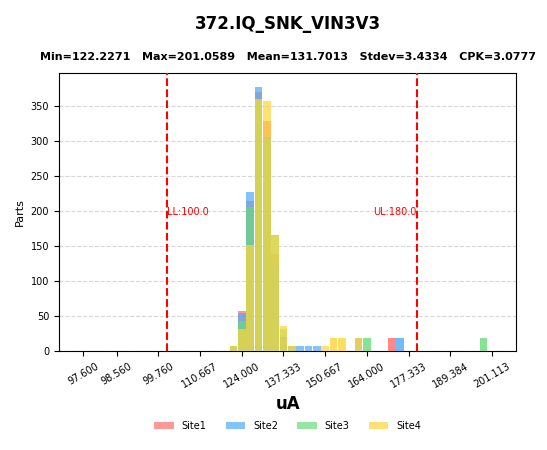 372.IQ_SNK_VIN3V3
Min=122.2271 Max=201.0589 Mean=131.7013 Stdev=3.4334 CPK=3.0777
Parts
350
300
250
200
150
100
50
0
LL:100.0
UL:180.0
97.600 98.560 99.760 110.667 124.000 137.333 150.667 164.000 177.333 189.384 201.113
uA
Site1 Site2 Site3 Site4